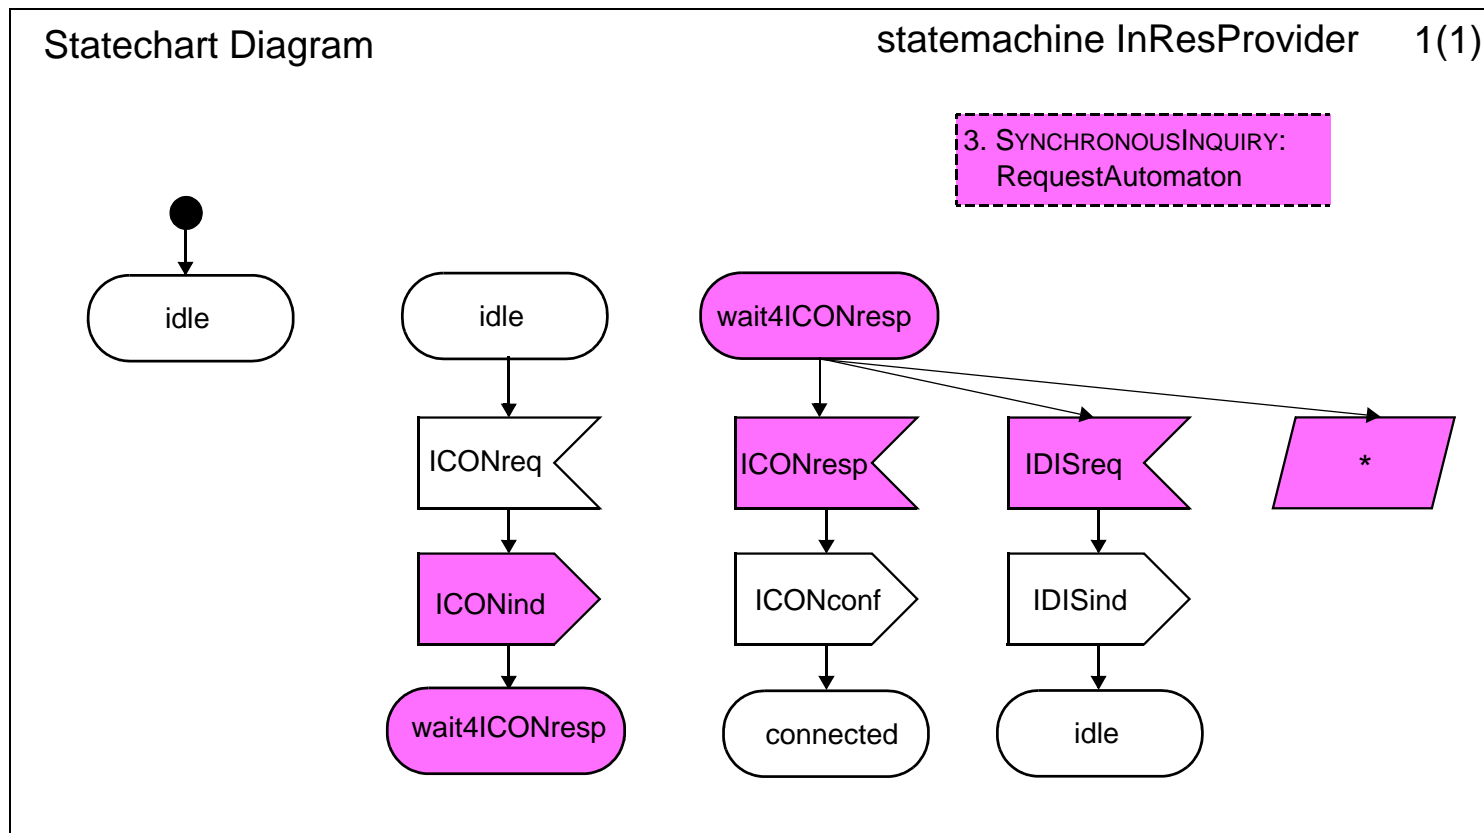 Statechart Diagram
statemachine InResProvider 1(1)
3. SYNCHRONOUSINQUIRY:
RequestAutomaton
idle
idle
wait4ICONresp
ICONreq
ICONresp
IDISreq
*
ICONind
ICONconf
IDISind
wait4ICONresp
connected
idle